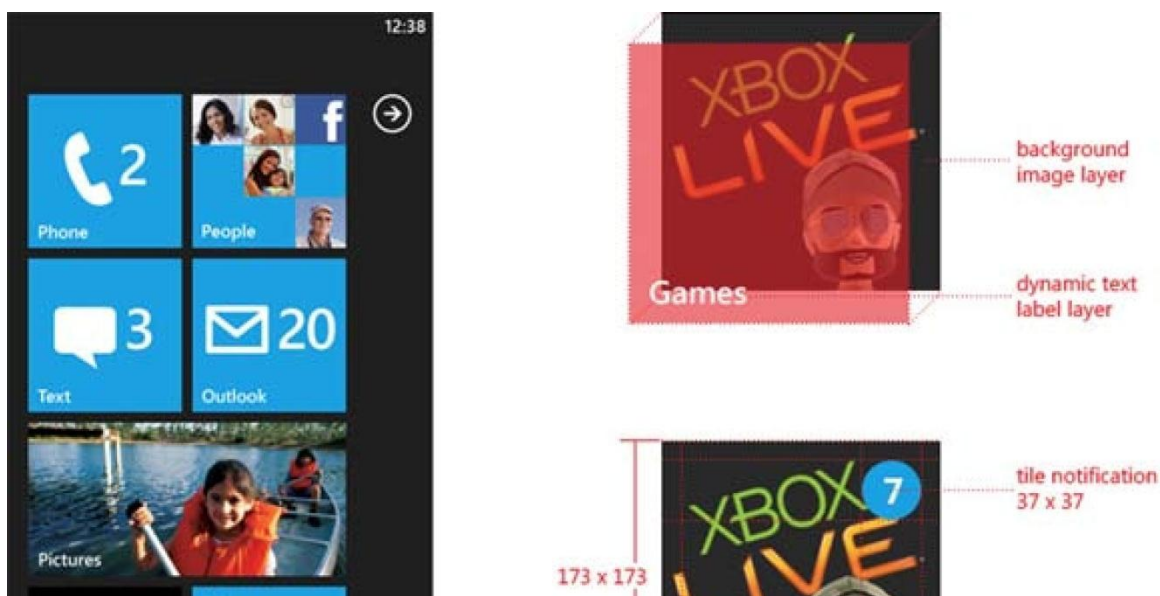 12:38
2
Phone
f
People
3
Text
20
Outlook
Pictures
XBOX
LIVE
Games
background
image layer
dynamic text
label layer
XBOX
7
LIVE
tile notification
37 x 37
173 x 173